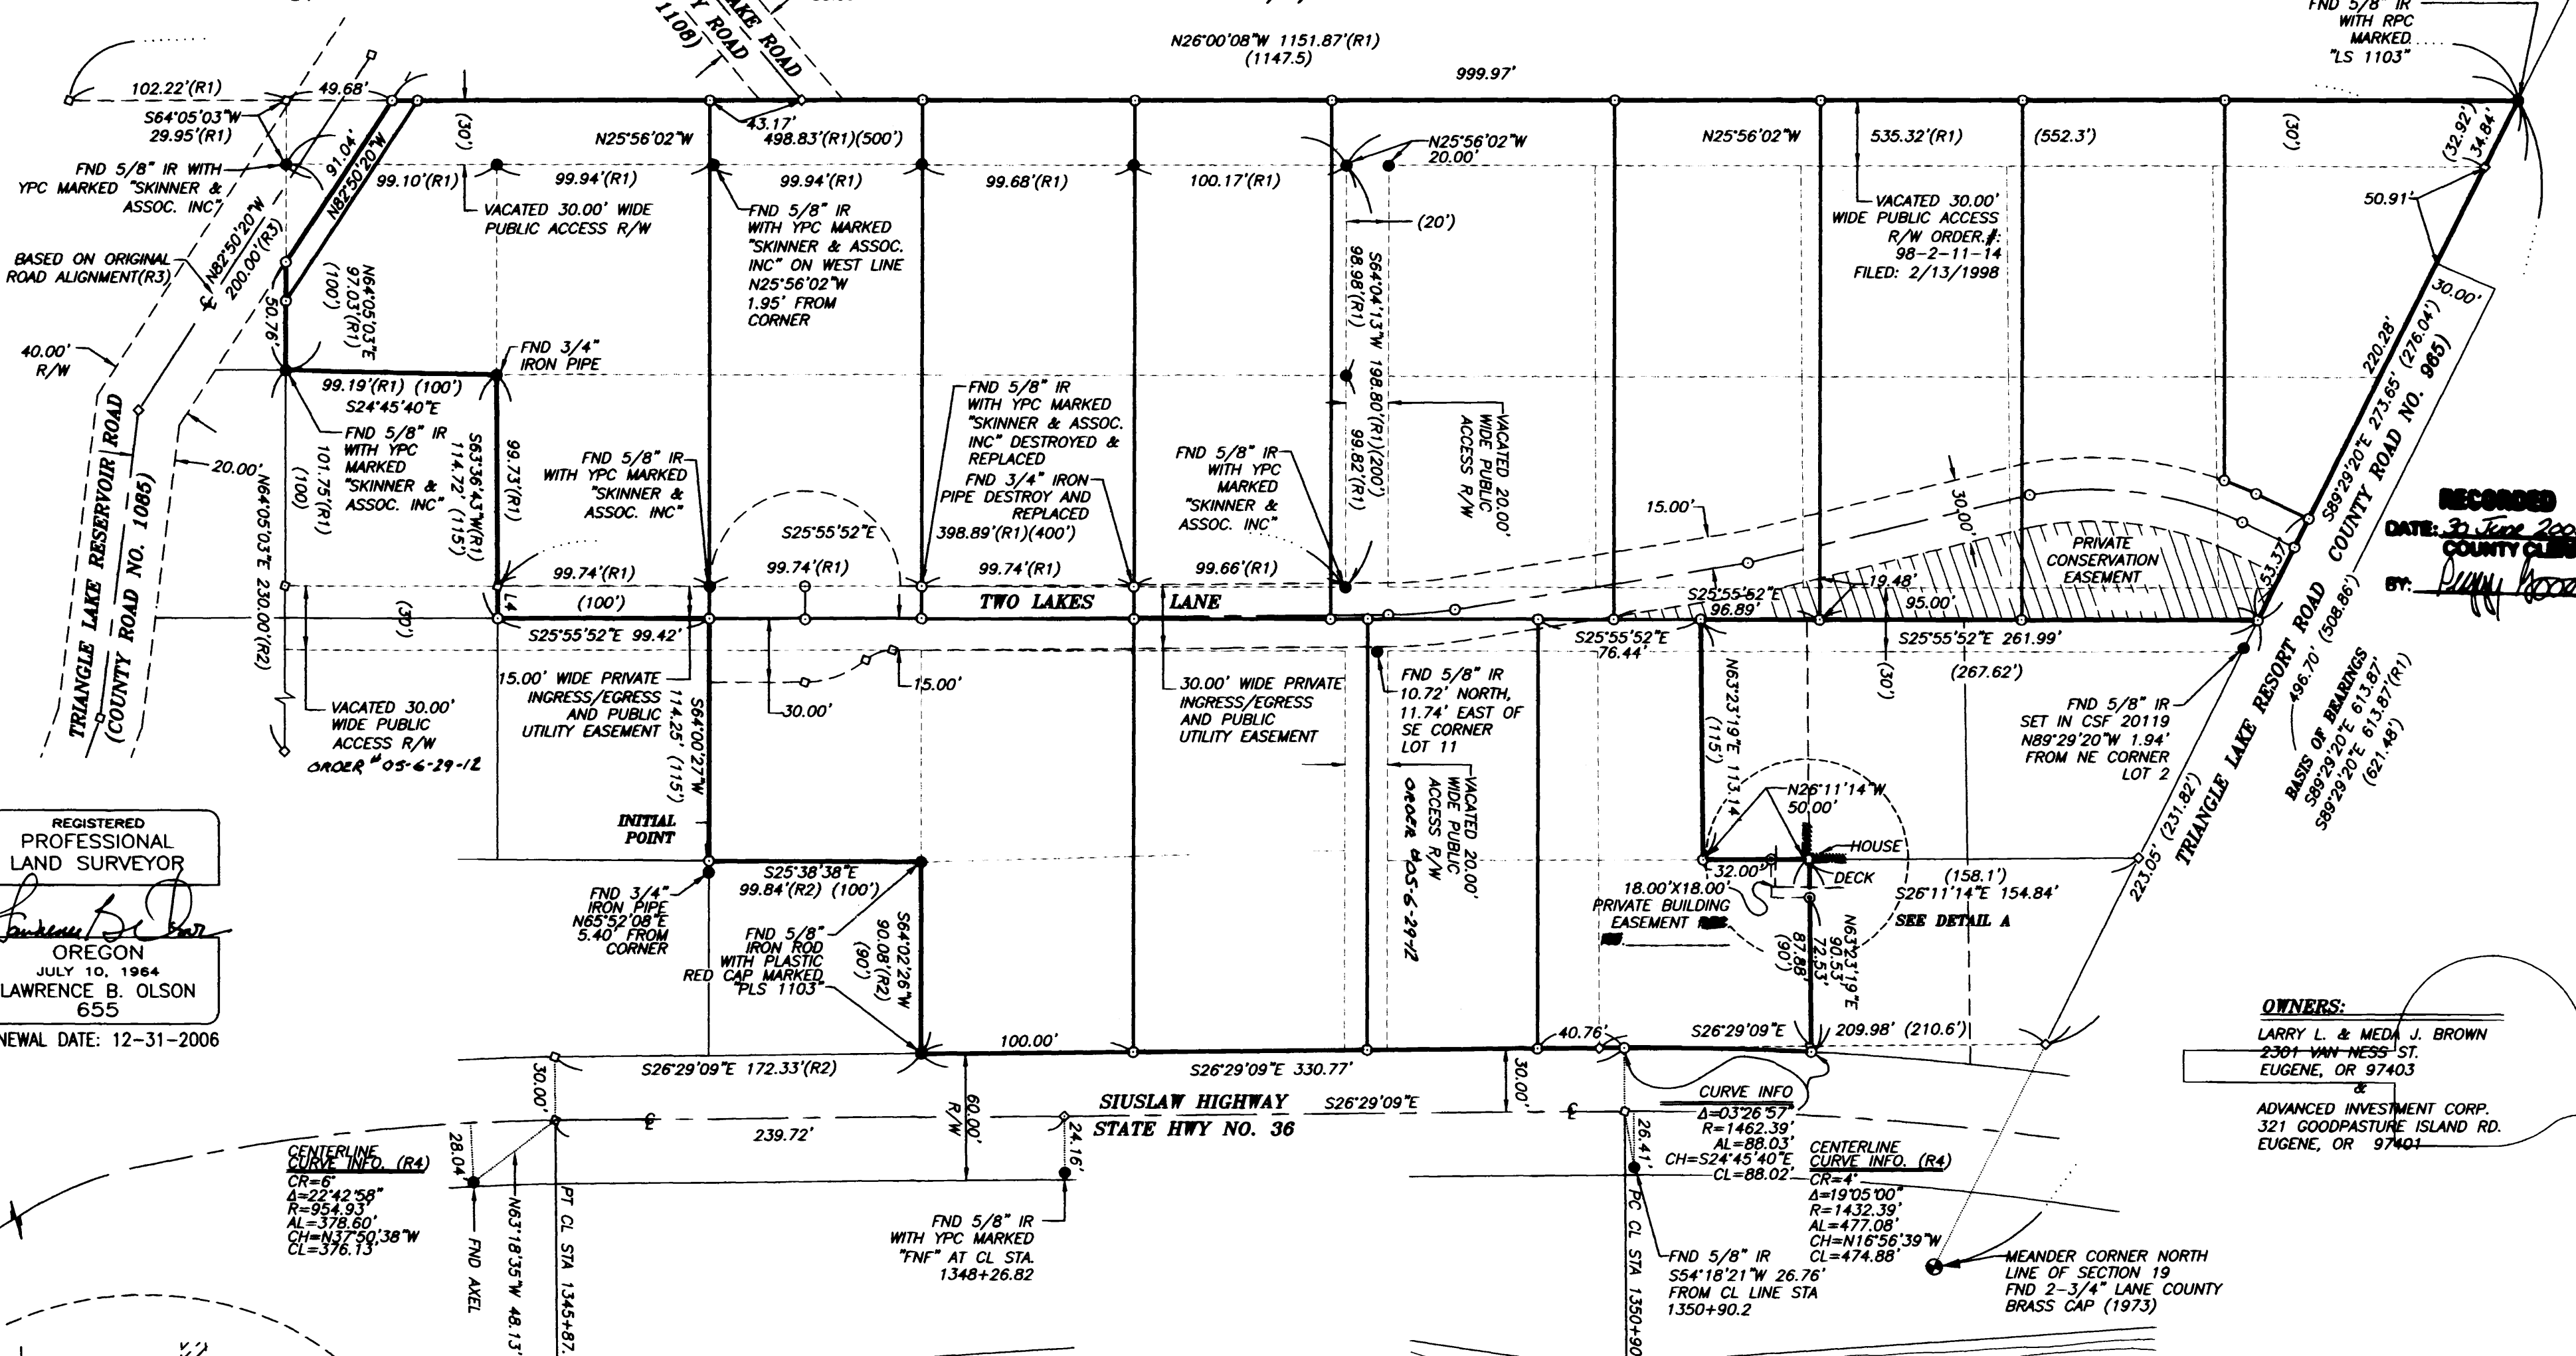 LAKE ROAD
Y ROAD
1108)
N26°00'08"W 1151.87'(R1)
(1147.5)
999.97'
FND 5/8" IR
WITH RPC
MARKED
"LS 1103"
102.22'(R1)
49.68'
S64°05'03"W
29.95'(R1)
FND 5/8" IR WITH
YPC MARKED "SKINNER &
ASSOC. INC"
BASED ON ORIGINAL
ROAD ALIGNMENT(R3)
N82°50'20"W
200.00'(R3)
91.04'
N82°50'20"W
(30')
99.10'(R1)
VACATED 30.00' WIDE
PUBLIC ACCESS R/W
N25°56'02"W
43.17'
498.83'(R1)(500')
99.94'(R1)
99.94'(R1)
99.68'(R1)
100.17'(R1)
FND 5/8" IR
WITH YPC MARKED
"SKINNER & ASSOC.
INC" ON WEST LINE
N25°56'02"W
1.95' FROM
CORNER
N25°56'02"W
20.00'
(20')
S64°04'13"W 198.80'(R1)(200')
98.98'(R1)
99.82'(R1)
VACATED 20.00'
WIDE PUBLIC
ACCESS R/W
N25°56'02"W
535.32'(R1)
(552.3')
VACATED 30.00'
WIDE PUBLIC ACCESS
R/W ORDER #:
98-2-11-14
FILED: 2/13/1998
(30')
(32.92')
34.84'
50.91'
30.00'
220.28'
S89°29'20"E 273.65' (276.04')
COUNTY ROAD NO. 965)
40.00'
R/W
50.76'
N64°05'03"E
97.03'(R1)
(100')
99.19'(R1) (100')
S24°45'40"E
FND 3/4"
IRON PIPE
FND 5/8" IR
WITH YPC
MARKED
"SKINNER &
ASSOC. INC"
101.75'(R1)
(100)
S63°36'43"W(R1)
114.72' (115')
99.73'(R1)
20.00'
N64°05'03"E 230.00'(R2)
TRIANGLE LAKE RESERVOIR ROAD
(COUNTY ROAD NO. 1085)
FND 5/8" IR
WITH YPC MARKED
"SKINNER &
ASSOC. INC"
FND 5/8" IR
WITH YPC MARKED
"SKINNER & ASSOC.
INC" DESTROYED &
REPLACED
FND 3/4" IRON
PIPE DESTROY AND
REPLACED
398.89'(R1)(400')
FND 5/8" IR
WITH YPC
MARKED
"SKINNER &
ASSOC. INC"
S25°55'52"E
99.74'(R1)
99.74'(R1)
99.74'(R1)
99.66'(R1)
L4
(100')
(30')
TWO LAKES LANE
15.00'
30.00'
PRIVATE
CONSERVATION
EASEMENT
53.37'
RECORDED
DATE: 30 June
COUNTY
BY:
S25°55'52"E
96.89'
19.48'
95.00'
S25°55'52"E 99.42'
S25°55'52"E
76.44'
S25°55'52"E 261.99'
(267.62')
(30')
VACATED 30.00'
WIDE PUBLIC
ACCESS R/W
ORDER # 05-6-29-12
15.00' WIDE PRIVATE
INGRESS/EGRESS
AND PUBLIC
UTILITY EASEMENT
S64°00'27"W
114.25' (115')
30.00'
15.00'
30.00' WIDE PRIVATE
INGRESS/EGRESS
AND PUBLIC
UTILITY EASEMENT
FND 5/8" IR
10.72' NORTH,
11.74' EAST OF
SE CORNER
LOT 11
VACATED 20.00'
WIDE PUBLIC
ACCESS R/W
ORDER #05-6-29-12
N63°23'19"E 113.14
(115')
FND 5/8" IR
SET IN CSF 20119
N89°29'20"W 1.94'
FROM NE CORNER
LOT 2
TRIANGLE LAKE RESORT ROAD
496.70' (508.86')
BASIS OF BEARINGS
S89°29'20"E 613.87'
S89°29'20"E 613.87'(R1)
(621.48')
223.05' (231.82')
REGISTERED
PROFESSIONAL
LAND SURVEYOR
OREGON
JULY 10, 1964
LAWRENCE B. OLSON
655
NEWAL DATE: 12-31-2006
INITIAL
POINT
S25°38'38"E
99.84'(R2) (100')
FND 3/4"
IRON PIPE
N65°52'08"E
5.40' FROM
CORNER
FND 5/8"
IRON ROD
WITH PLASTIC
RED CAP MARKED
"PLS 1103"
S64°02'26"W
90.08'(R2)
(90')
N26°11'14"W
50.00'
HOUSE
DECK
32.00'
18.00'X18.00'
PRIVATE BUILDING
EASEMENT
(158.1')
S26°11'14"E 154.84'
SEE DETAIL A
N63°23'19"E
90.53'
72.53'
87.88'
(90')
100.00'
40.76'
S26°29'09"E
209.98' (210.6')
S26°29'09"E 172.33'(R2)
S26°29'09"E 330.77'
30.00'
60.00'
R/W
30.00'
SIUSLAW HIGHWAY
STATE HWY NO. 36
S26°29'09"E
239.72'
28.04'
24.16'
26.41'
CENTERLINE
CURVE INFO. (R4)
CR=6°
Δ=22°42'58"
R=954.93'
AL=378.60'
CH=N37°50'38"W
CL=376.13'
FND AXEL
N63°18'35"W 48.13'
PT CL STA 1345+87.
FND 5/8" IR
WITH YPC MARKED
"FNF" AT CL STA.
1348+26.82
CURVE INFO
Δ=03°26'57"
R=1462.39'
AL=88.03'
CH=S24°45'40"E
CL=88.02'
CENTERLINE
CURVE INFO. (R4)
CR=4°
Δ=19°05'00"
R=1432.39'
AL=477.08'
CH=N16°56'39"W
CL=474.88'
PC CL STA 1350+90
FND 5/8" IR
S54°18'21"W 26.76'
FROM CL LINE STA
1350+90.2
MEANDER CORNER NORTH
LINE OF SECTION 19
FND 2-3/4" LANE COUNTY
BRASS CAP (1973)
OWNERS:
LARRY L. & MEDA J. BROWN
2301 VAN NESS ST.
EUGENE, OR 97403
&
ADVANCED INVESTMENT CORP.
321 GOODPASTURE ISLAND RD.
EUGENE, OR 97401